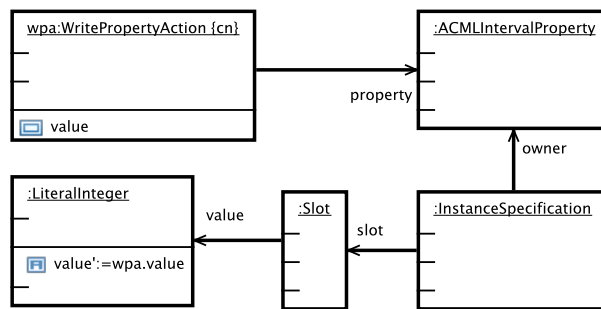 wpa:WritePropertyAction {cn}
:ACMLIntervalProperty
property
value
owner
:LiteralInteger
value
:Slot
slot
:InstanceSpecification
value':=wpa.value